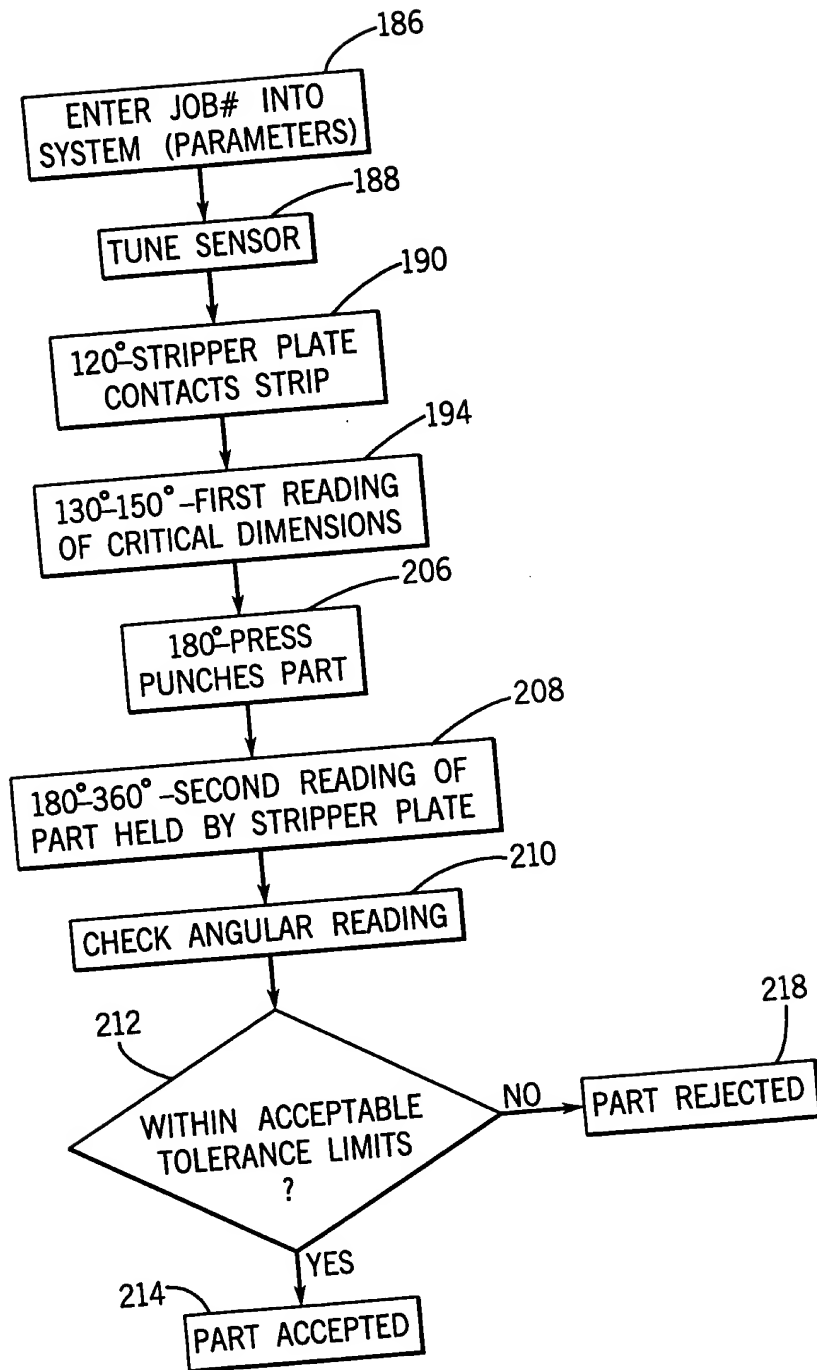 186
ENTER JOB# INTO
SYSTEM (PARAMETERS)
188
TUNE SENSOR
190
120°-STRIPPER PLATE
CONTACTS STRIP
194
130°-150°-FIRST READING
OF CRITICAL DIMENSIONS
206
180°-PRESS
PUNCHES PART
208
180°-360°-SECOND READING OF
PART HELD BY STRIPPER PLATE
210
CHECK ANGULAR READING
212
WITHIN ACCEPTABLE
TOLERANCE LIMITS
?
NO
218
PART REJECTED
YES
214
PART ACCEPTED